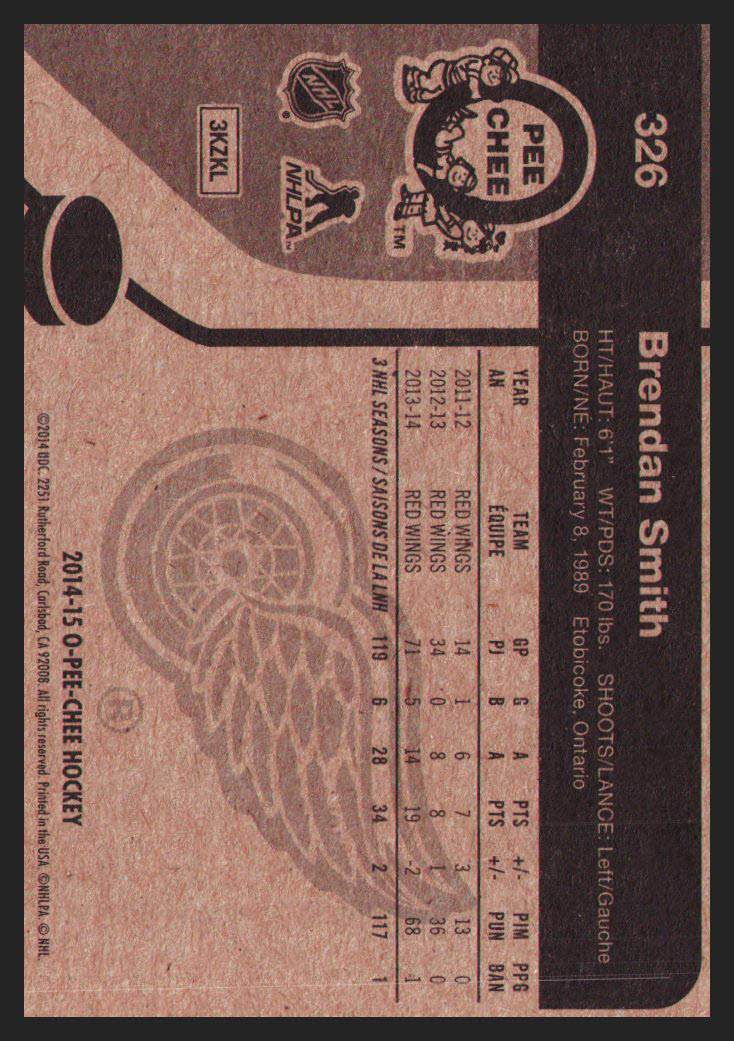 326
Brendan Smith
HT/HAUT: 6'1" WT/PDS: 170 lbs. SHOOTS/LANCE: Left/Gauche
BORN/NÉ: February 8, 1989 Etobicoke, Ontario
PEE
CHEE
TM
NHL
®
NHLPA™
3KZKL
YEAR TEAM GP G A PTS +/- PIM PPG
AN ÉQUIPE PJ B A PTS +/- PUN BAN
2011-12 RED WINGS 14 1 6 7 3 13 0
2012-13 RED WINGS 34 0 8 8 1 36 0
2013-14 RED WINGS 71 5 14 19 -2 68 1
3 NHL SEASONS / SAISONS DE LA LNH 119 6 28 34 2 117 1
®
2014-15 O-PEE-CHEE HOCKEY
©2014 UDC. 2251 Rutherford Road, Carlsbad, CA 92008. All rights reserved. Printed in the USA. ©NHLPA. © NHL.